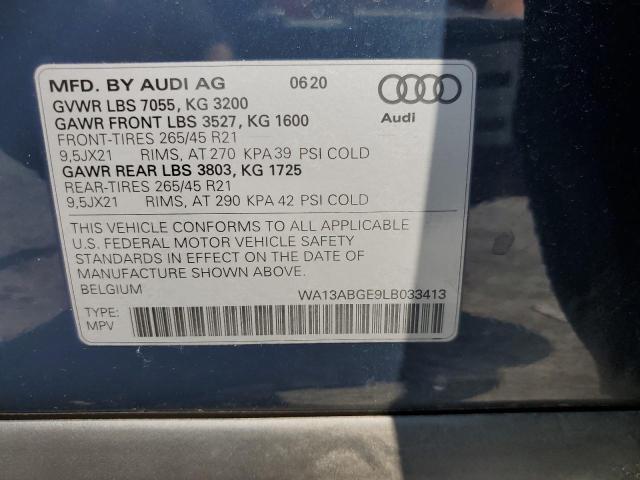 MFD. BY AUDI AG 0620
GVWR LBS 7055, KG 3200
GAWR FRONT LBS 3527, KG 1600
FRONT-TIRES 265/45 R21
9,5JX21 RIMS, AT 270 KPA 39 PSI COLD
GAWR REAR LBS 3803, KG 1725
REAR-TIRES 265/45 R21
9,5JX21 RIMS, AT 290 KPA 42 PSI COLD
Audi
THIS VEHICLE CONFORMS TO ALL APPLICABLE
U.S. FEDERAL MOTOR VEHICLE SAFETY
STANDARDS IN EFFECT ON THE DATE OF
MANUFACTURE SHOWN ABOVE.
BELGIUM WA13ABGE9LB033413
TYPE:
MPV